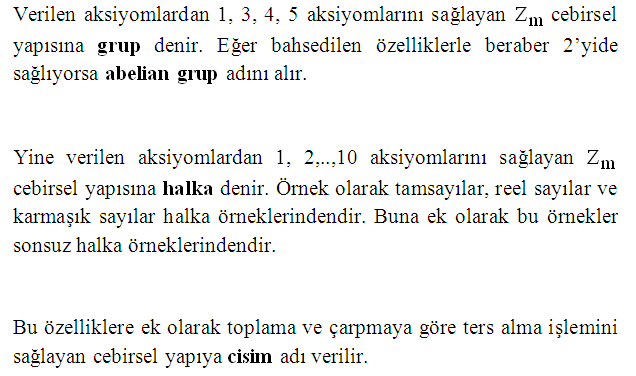 Verilen aksiyomlardan 1, 3, 4, 5 aksiyomlarını sağlayan Zm cebirsel
yapısına grup denir. Eğer bahsedilen özelliklerle beraber 2'yide
sağlıyorsa abelian grup adını alır.
Yine verilen aksiyomlardan 1, 2,..,10 aksiyomlarını sağlayan Zm
cebirsel yapısına halka denir. Örnek olarak tamsayılar, reel sayılar ve
karmaşık sayılar halka örneklerindendir. Buna ek olarak bu örnekler
sonsuz halka örneklerindendir.
Bu özelliklere ek olarak toplama ve çarpmaya göre ters alma işlemini
sağlayan cebirsel yapıya cisim adı verilir.